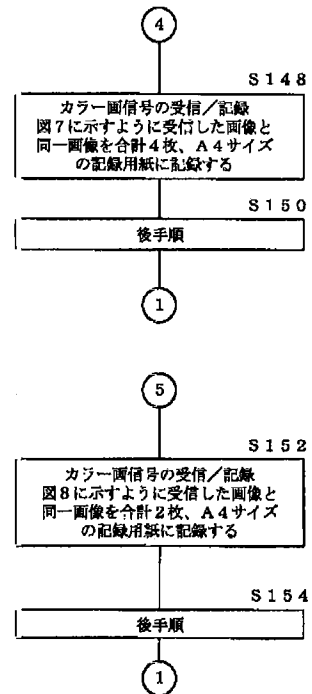 4
S148
カラー画信号の受信/記録
図7に示すように受信した画像と
同一画像を合計4枚、A4サイズ
の記録用紙に記録する
S150
後手順
1
5
S152
カラー画信号の受信/記録
図8に示すように受信した画像と
同一画像を合計2枚、A4サイズ
の記録用紙に記録する
S154
後手順
1